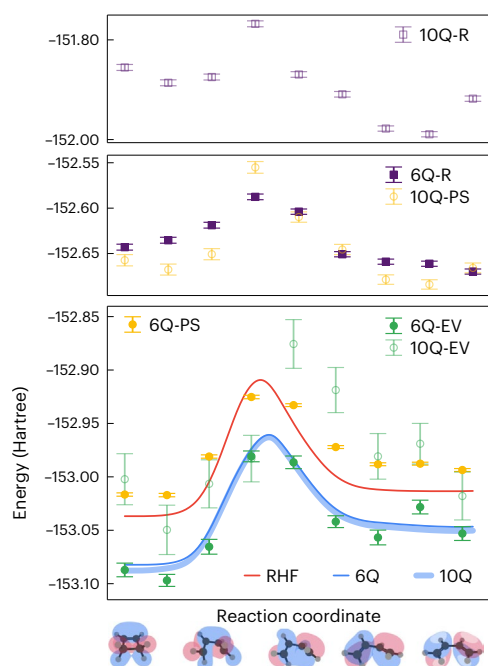 −151.80
10Q-R
−152.00
−152.55
6Q-R
−152.60
10Q-PS
−152.65
−152.85
6Q-PS
6Q-EV
10Q-EV
−152.90
−152.95
−153.00
−153.05
−153.10
Energy (Hartree)
RHF
6Q
10Q
Reaction coordinate